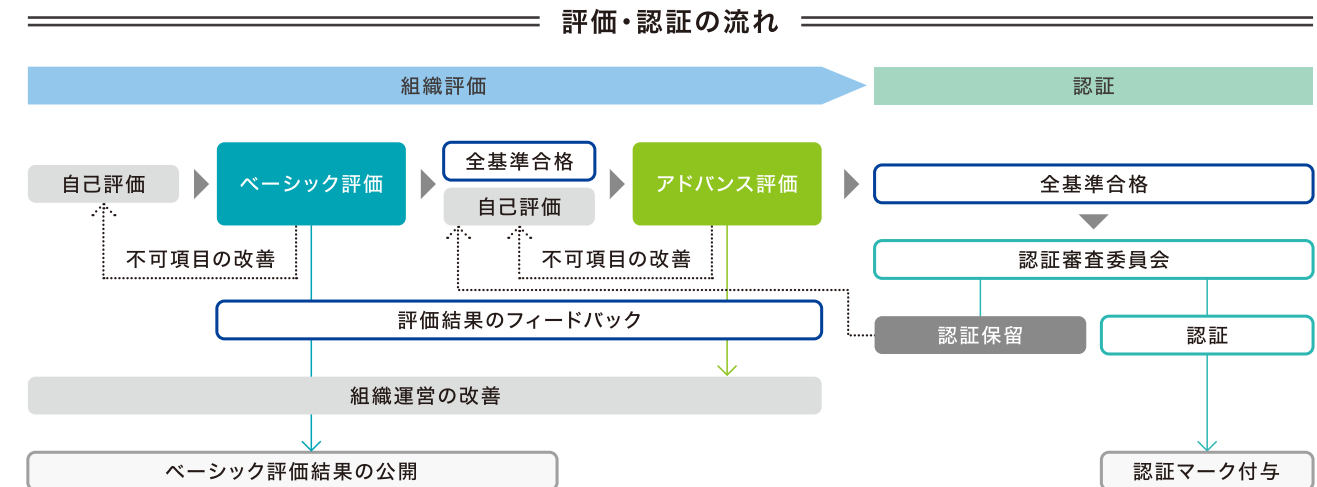 評価・認証の流れ
組織評価
認証
自己評価
ベーシック評価
全基準合格
自己評価
アドバンス評価
全基準合格
不可項目の改善
不可項目の改善
認証審査委員会
評価結果のフィードバック
認証保留
認証
組織運営の改善
ベーシック評価結果の公開
認証マーク付与